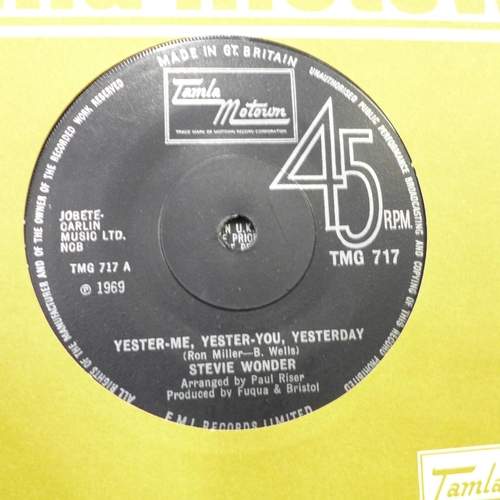 MADE IN GT. BRITAIN
UNAUTHORISED PUBLIC PERFORMANCE BROADCASTING AND COPYING OF THIS RECORD PROHIBITED
ALL RIGHTS OF THE MANUFACTURER AND OF THE OWNER OF THE RECORDED WORK RESERVED
Tamla
Motown
TRADE MARK OF MOTOWN RECORD CORPORATION
45
R.P.M.
TMG 717
JOBETE-
CARLIN
MUSIC LTD.
NCB
TMG 717 A
℗ 1969
YESTER-ME, YESTER-YOU, YESTERDAY
(Ron Miller—B. Wells)
STEVIE WONDER
Arranged by Paul Riser
Produced by Fuqua & Bristol
E.M.I. RECORDS LIMITED
Tamla